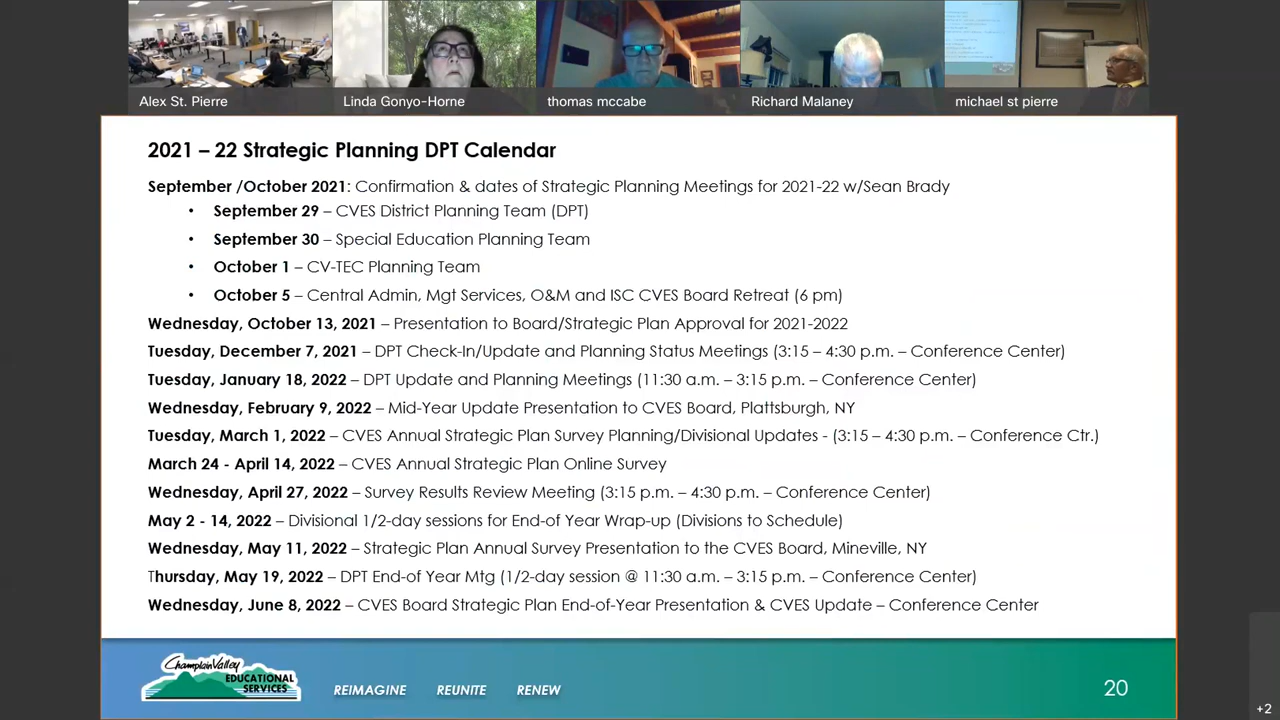 Alex St. Pierre
Linda Gonyo-Horne
thomas mccabe
Richard Malaney
michael st pierre
2021 – 22 Strategic Planning DPT Calendar
September /October 2021: Confirmation & dates of Strategic Planning Meetings for 2021-22 w/Sean Brady
• September 29 – CVES District Planning Team (DPT)
• September 30 – Special Education Planning Team
• October 1 – CV-TEC Planning Team
• October 5 – Central Admin, Mgt Services, O&M and ISC CVES Board Retreat (6 pm)
Wednesday, October 13, 2021 – Presentation to Board/Strategic Plan Approval for 2021-2022
Tuesday, December 7, 2021 – DPT Check-In/Update and Planning Status Meetings (3:15 – 4:30 p.m. – Conference Center)
Tuesday, January 18, 2022 – DPT Update and Planning Meetings (11:30 a.m. – 3:15 p.m. – Conference Center)
Wednesday, February 9, 2022 – Mid-Year Update Presentation to CVES Board, Plattsburgh, NY
Tuesday, March 1, 2022 – CVES Annual Strategic Plan Survey Planning/Divisional Updates - (3:15 – 4:30 p.m. – Conference Ctr.)
March 24 - April 14, 2022 – CVES Annual Strategic Plan Online Survey
Wednesday, April 27, 2022 – Survey Results Review Meeting (3:15 p.m. – 4:30 p.m. – Conference Center)
May 2 - 14, 2022 – Divisional 1/2-day sessions for End-of Year Wrap-up (Divisions to Schedule)
Wednesday, May 11, 2022 – Strategic Plan Annual Survey Presentation to the CVES Board, Mineville, NY
Thursday, May 19, 2022 – DPT End-of Year Mtg (1/2-day session @ 11:30 a.m. – 3:15 p.m. – Conference Center)
Wednesday, June 8, 2022 – CVES Board Strategic Plan End-of-Year Presentation & CVES Update – Conference Center
Champlain Valley
EDUCATIONAL
SERVICES
REIMAGINE REUNITE RENEW
20
+2